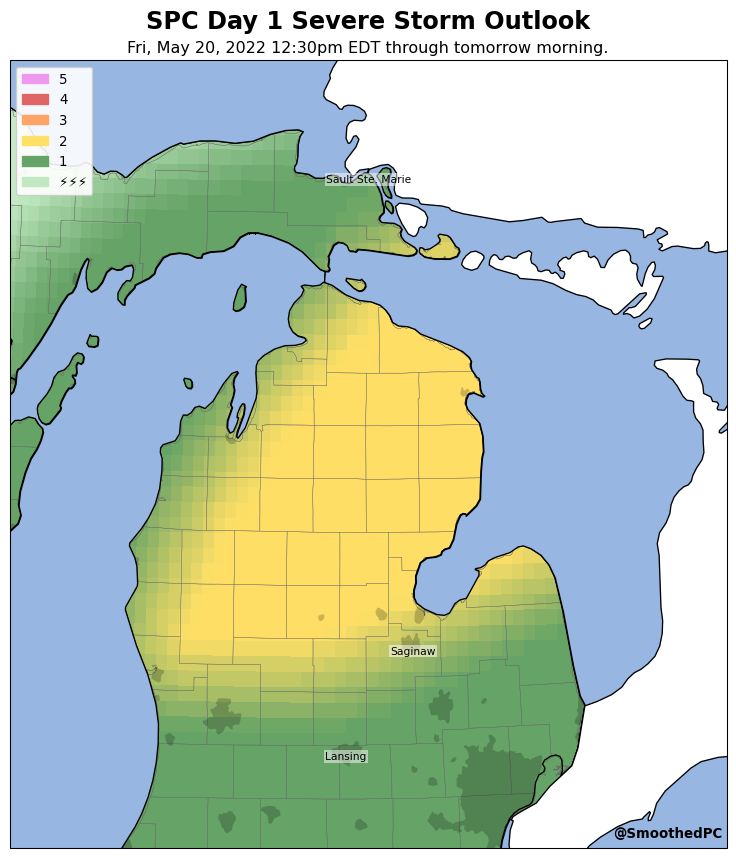 SPC Day 1 Severe Storm Outlook
Fri, May 20, 2022 12:30pm EDT through tomorrow morning.
5
4
3
2
1
⚡⚡⚡
Sault Ste. Marie
Saginaw
Lansing
@SmoothedPC